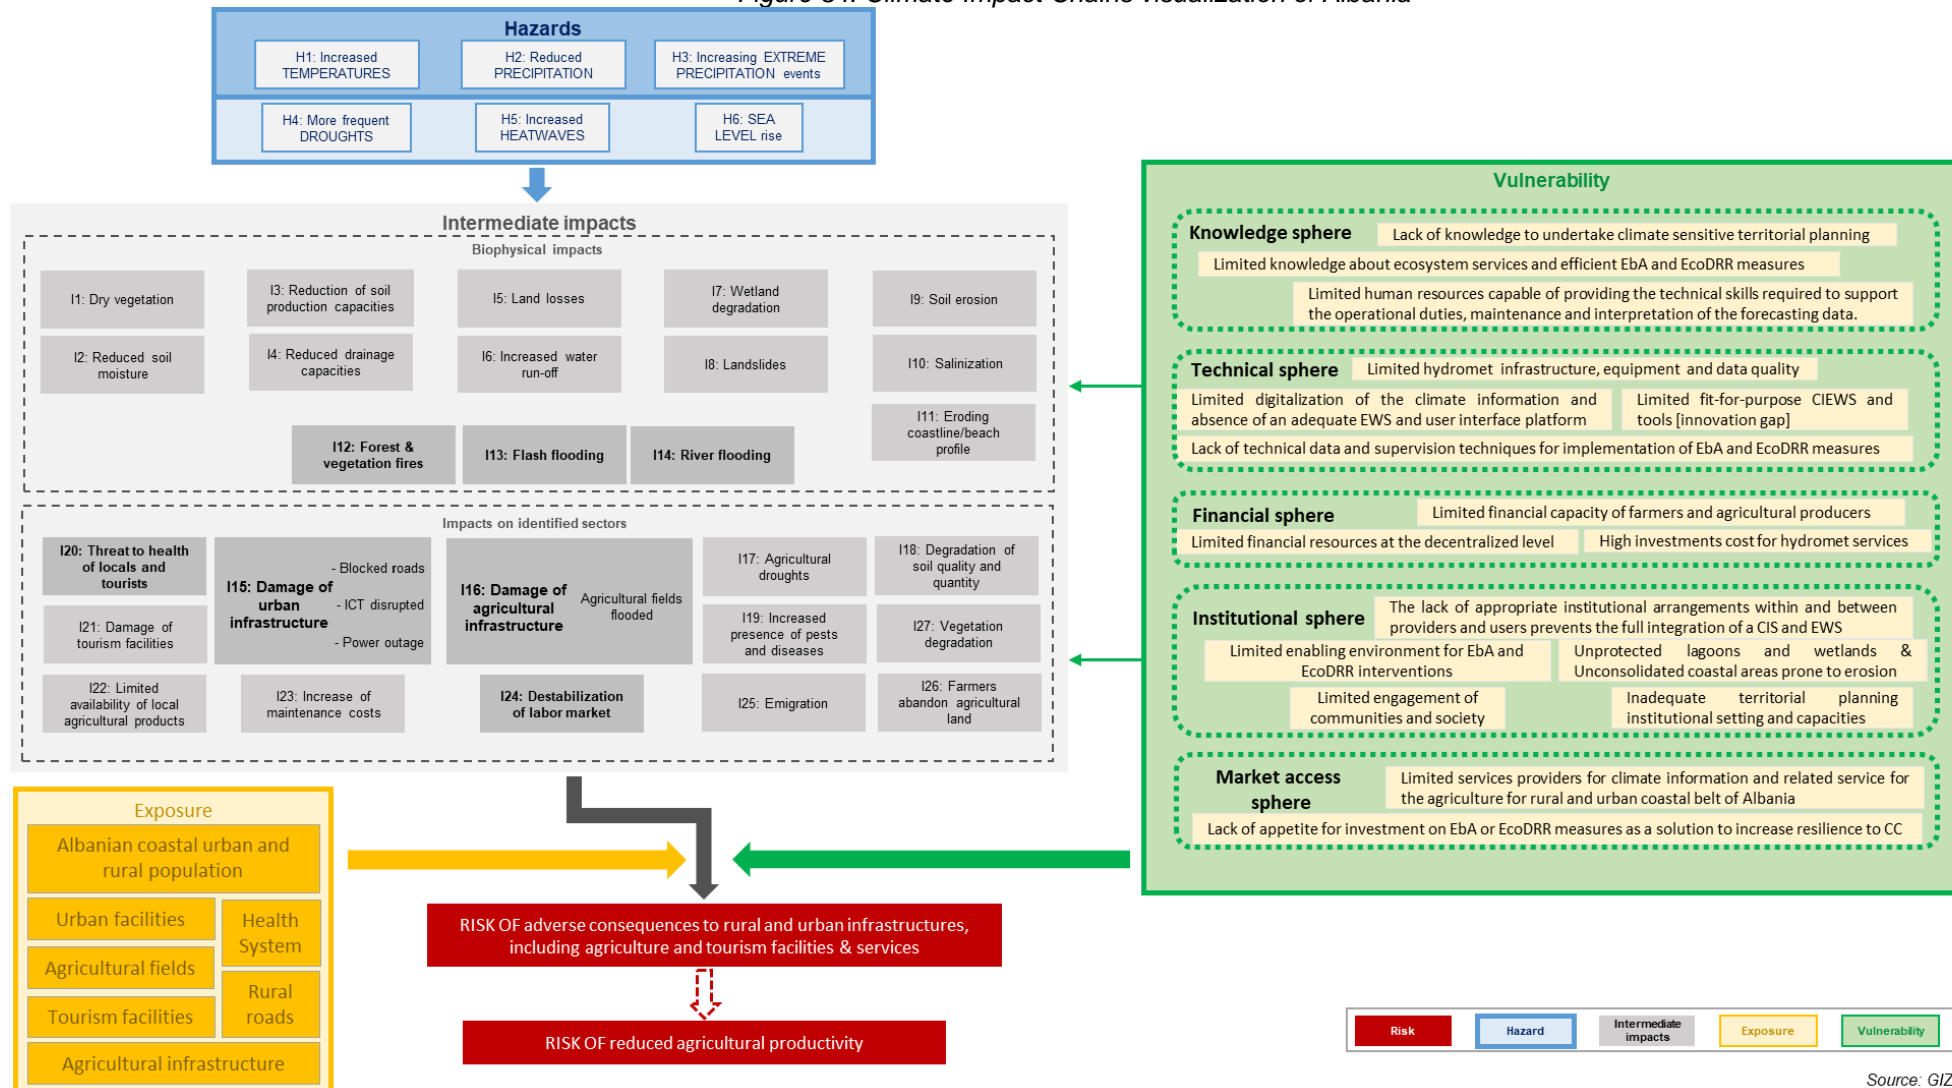 Climate Impact Chains visualization of Albania
Hazards
H1: Increased
TEMPERATURES
H2: Reduced
PRECIPITATION
H3: Increasing EXTREME
PRECIPITATION events
H4: More frequent
DROUGHTS
H5: Increased
HEATWAVES
H6: SEA
LEVEL rise
Intermediate impacts
Biophysical impacts
I1: Dry vegetation
I3: Reduction of soil
production capacities
I5: Land losses
I7: Wetland
degradation
I9: Soil erosion
I2: Reduced soil
moisture
I4: Reduced drainage
capacities
I6: Increased water
run-off
I8: Landslides
I10: Salinization
I11: Eroding
coastline/beach
profile
I12: Forest &
vegetation fires
I13: Flash flooding
I14: River flooding
Impacts on identified sectors
I20: Threat to health
of locals and
tourists
I15: Damage of
urban
infrastructure
- Blocked roads
- ICT disrupted
- Power outage
I16: Damage of
agricultural
infrastructure
Agricultural fields
flooded
I17: Agricultural
droughts
I18: Degradation of
soil quality and
quantity
I21: Damage of
tourism facilities
I19: Increased
presence of pests
and diseases
I27: Vegetation
degradation
I22: Limited
availability of local
agricultural products
I23: Increase of
maintenance costs
I24: Destabilization
of labor market
I25: Emigration
I26: Farmers
abandon agricultural
land
Vulnerability
Knowledge sphere
Lack of knowledge to undertake climate sensitive territorial planning
Limited knowledge about ecosystem services and efficient EbA and EcoDRR measures
Limited human resources capable of providing the technical skills required to support
the operational duties, maintenance and interpretation of the forecasting data.
Technical sphere
Limited hydromet infrastructure, equipment and data quality
Limited digitalization of the climate information and
absence of an adequate EWS and user interface platform
Limited fit-for-purpose CIEWS and
tools [innovation gap]
Lack of technical data and supervision techniques for implementation of EbA and EcoDRR measures
Financial sphere
Limited financial capacity of farmers and agricultural producers
Limited financial resources at the decentralized level
High investments cost for hydromet services
Institutional sphere
The lack of appropriate institutional arrangements within and between
providers and users prevents the full integration of a CIS and EWS
Limited enabling environment for EbA and
EcoDRR interventions
Unprotected lagoons and wetlands &
Unconsolidated coastal areas prone to erosion
Limited engagement of
communities and society
Inadequate territorial planning
institutional setting and capacities
Market access
sphere
Limited services providers for climate information and related service for
the agriculture for rural and urban coastal belt of Albania
Lack of appetite for investment on EbA or EcoDRR measures as a solution to increase resilience to CC
Exposure
Albanian coastal urban and
rural population
Urban facilities
Health
System
Agricultural fields
Rural
roads
Tourism facilities
Agricultural infrastructure
RISK OF adverse consequences to rural and urban infrastructures,
including agriculture and tourism facilities & services
RISK OF reduced agricultural productivity
Risk
Hazard
Intermediate
impacts
Exposure
Vulnerability
Source: GIZ